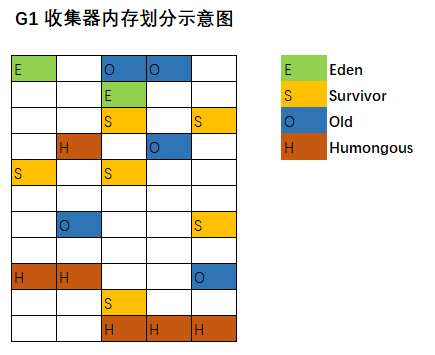 G1 收集器内存划分示意图
E O O
E
S S
H O
S S
O S
H H O
S
H H H
E Eden
S Survivor
O Old
H Humongous